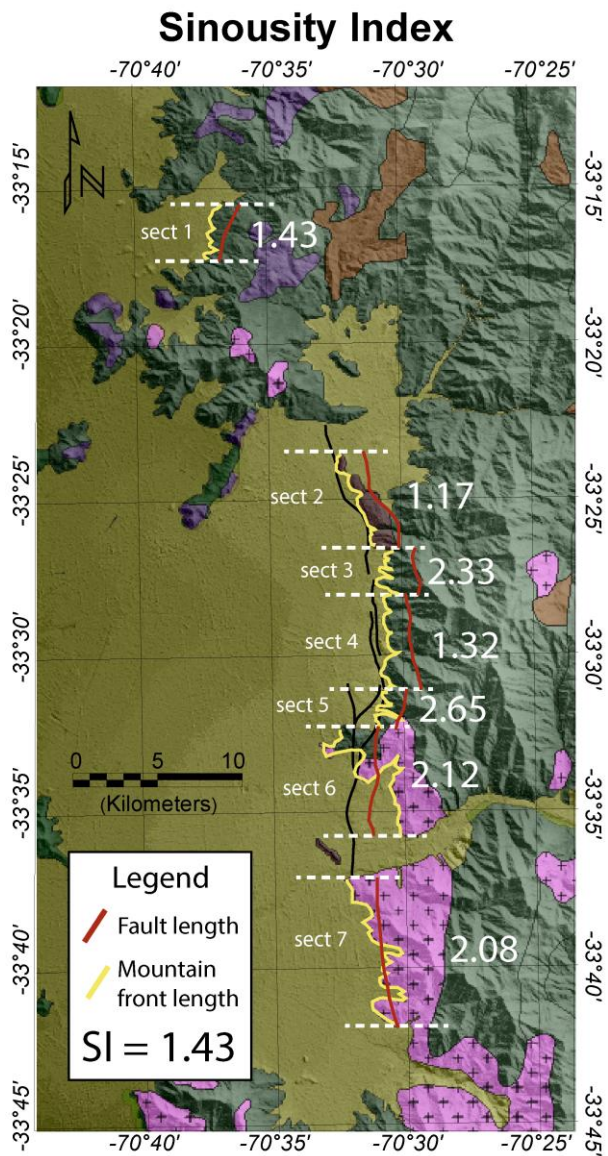 Sinousity Index
-70°40' -70°35' -70°30' -70°25'
N
-33°15' -33°15'
sect 1 1.43
-33°20' -33°20'
-33°25' -33°25'
sect 2 1.17
sect 3 2.33
-33°30' -33°30'
sect 4 1.32
sect 5 2.65
sect 6 2.12
0 5 10
(Kilometers)
-33°35' -33°35'
Legend
Fault length
Mountain
front length
SI = 1.43
sect 7 2.08
-33°40' -33°40'
-33°45' -33°45'
-70°40' -70°35' -70°30' -70°25'